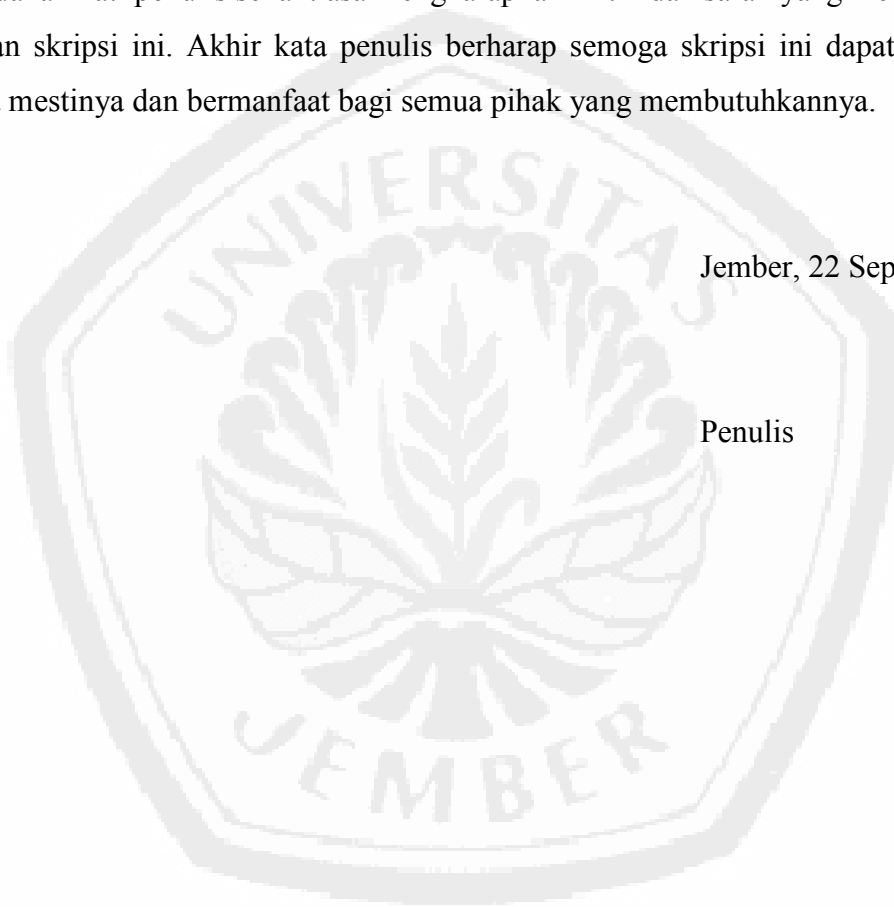 an skripsi ini. Akhir kata penulis berharap semoga skripsi ini dapat
mestinya dan bermanfaat bagi semua pihak yang membutuhkannya.
UNIVERSITAS
Jember, 22 Sep
Penulis
JEMBER